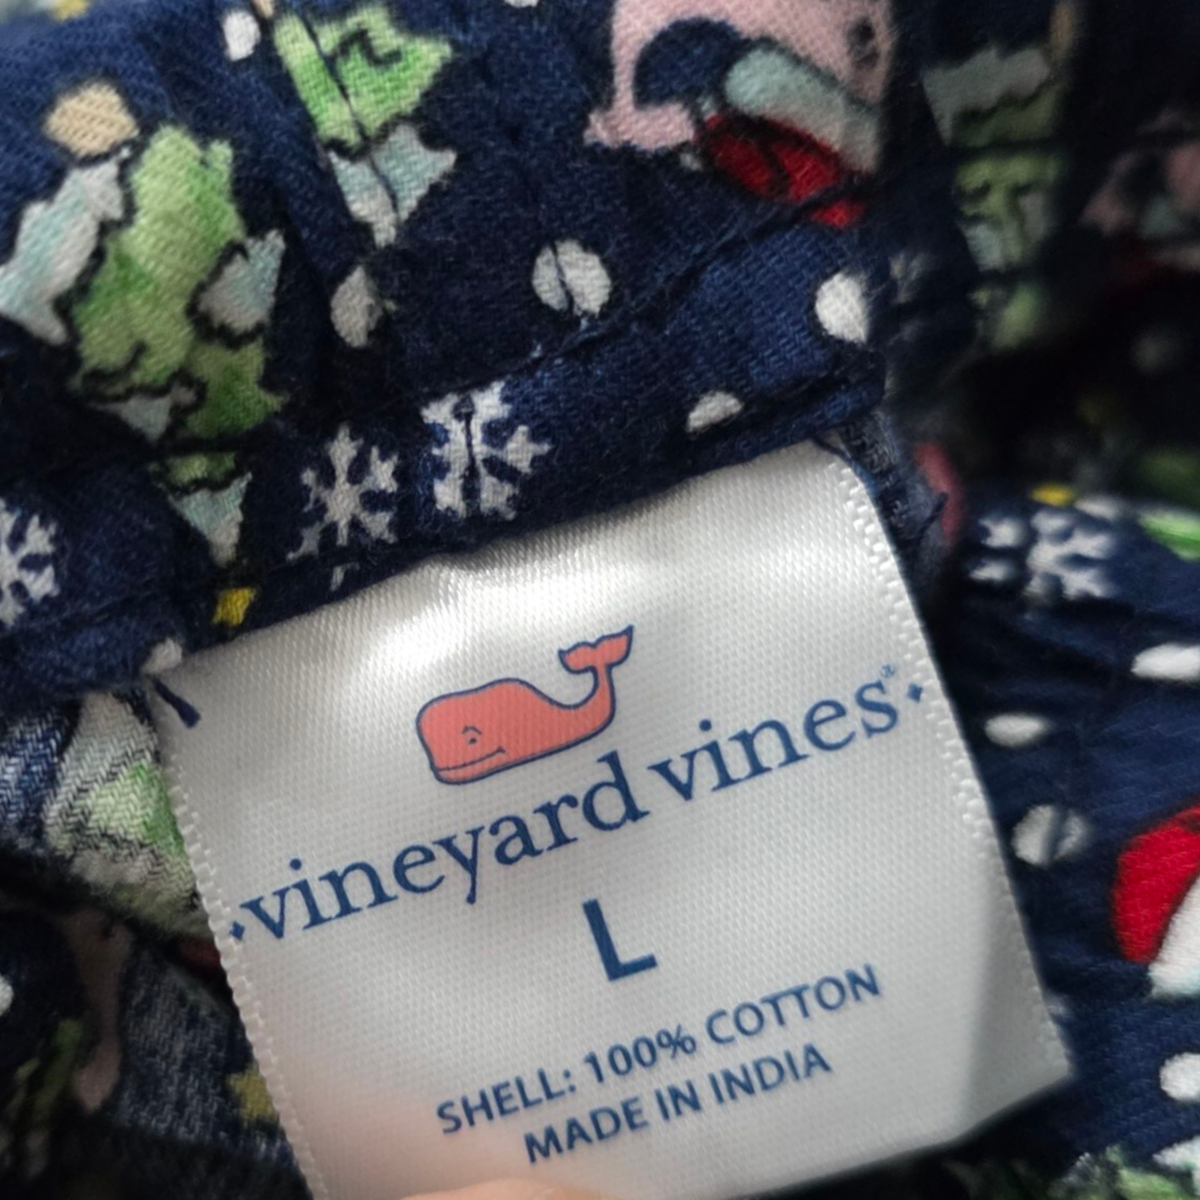 vineyard vines®
L
SHELL: 100% COTTON
MADE IN INDIA